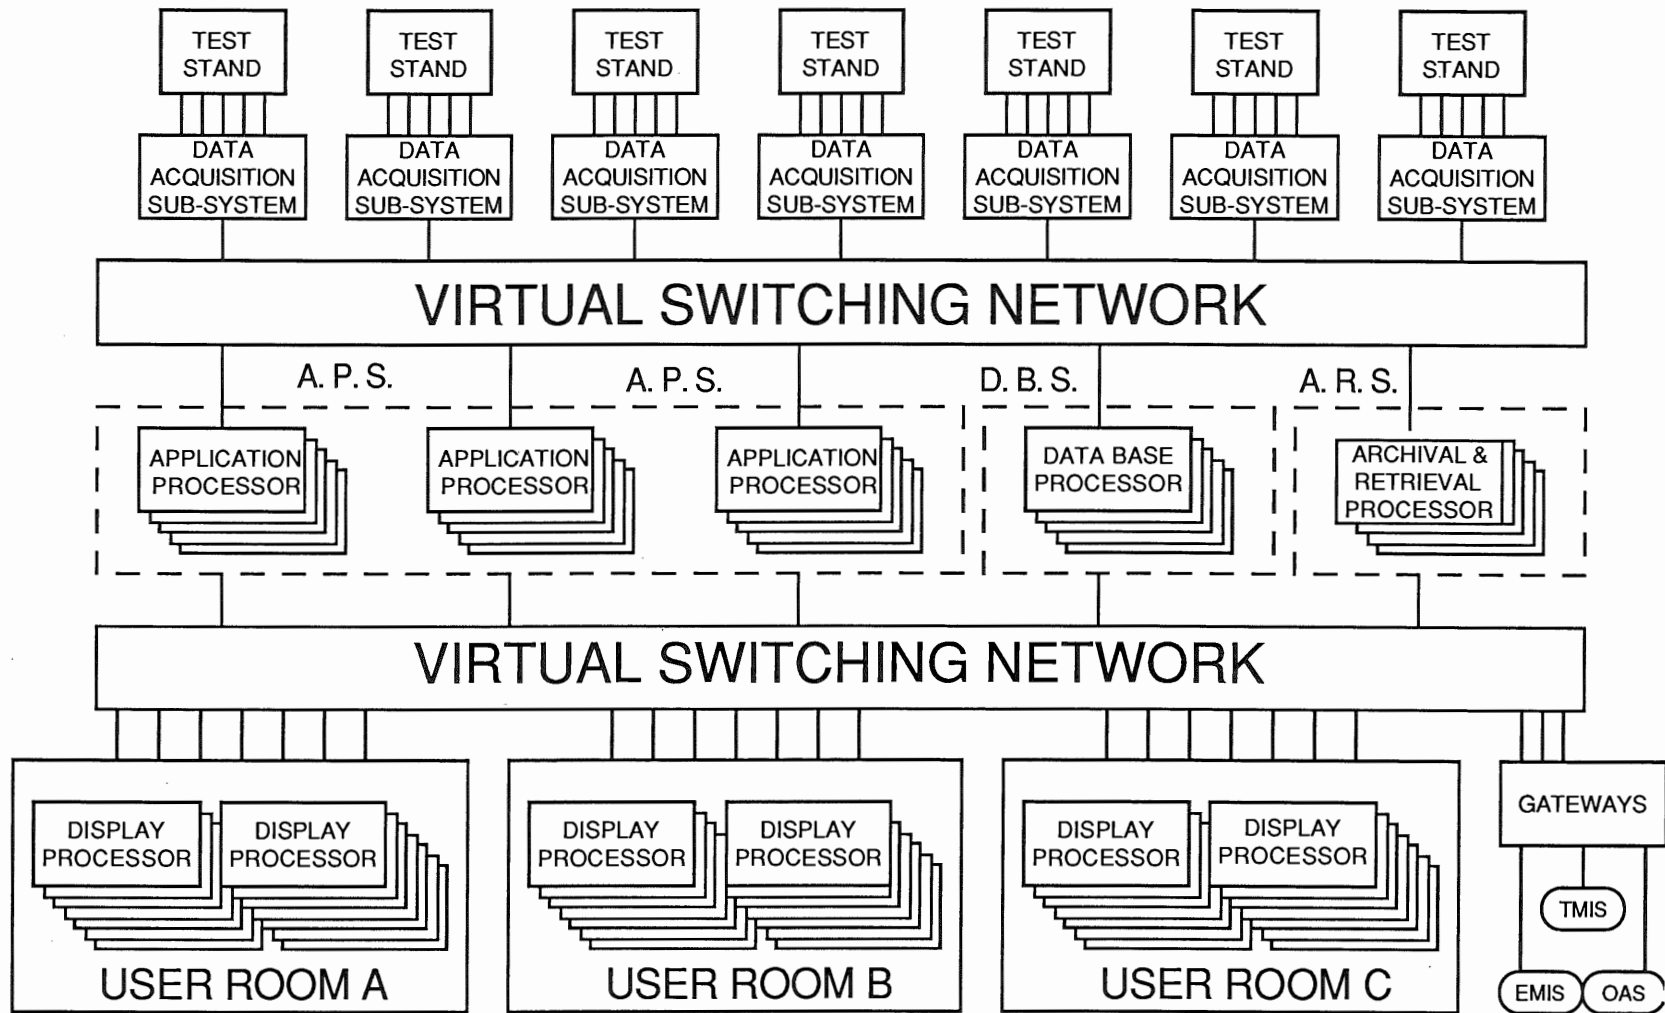 TEST
STAND
TEST
STAND
TEST
STAND
TEST
STAND
TEST
STAND
TEST
STAND
TEST
STAND
DATA
ACQUISITION
SUB-SYSTEM
DATA
ACQUISITION
SUB-SYSTEM
DATA
ACQUISITION
SUB-SYSTEM
DATA
ACQUISITION
SUB-SYSTEM
DATA
ACQUISITION
SUB-SYSTEM
DATA
ACQUISITION
SUB-SYSTEM
DATA
ACQUISITION
SUB-SYSTEM
VIRTUAL SWITCHING NETWORK
A. P. S.
A. P. S.
D. B. S.
A. R. S.
APPLICATION
PROCESSOR
APPLICATION
PROCESSOR
APPLICATION
PROCESSOR
DATA BASE
PROCESSOR
ARCHIVAL &
RETRIEVAL
PROCESSOR
VIRTUAL SWITCHING NETWORK
DISPLAY
PROCESSOR
DISPLAY
PROCESSOR
USER ROOM A
DISPLAY
PROCESSOR
DISPLAY
PROCESSOR
USER ROOM B
DISPLAY
PROCESSOR
DISPLAY
PROCESSOR
USER ROOM C
GATEWAYS
TMIS
EMIS
OAS